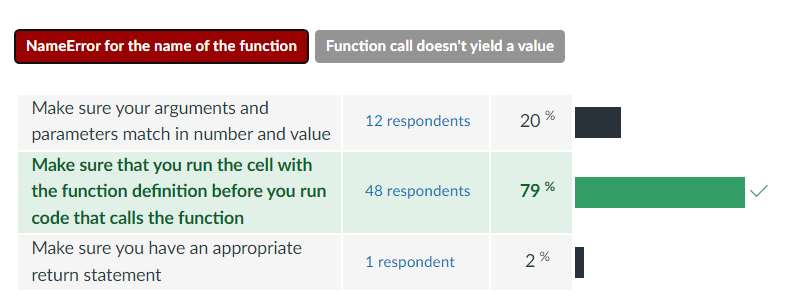 NameError for the name of the function
Function call doesn't yield a value
Make sure your arguments and
parameters match in number and value
12 respondents
20 %
Make sure that you run the cell with
the function definition before you run
code that calls the function
48 respondents
79 %
Make sure you have an appropriate
return statement
1 respondent
2 %